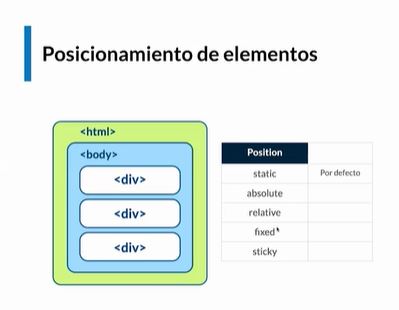 Posicionamiento de elementos
<html>
<body>
<div>
<div>
<div>
Position
static Por defecto
absolute
relative
fixed
sticky